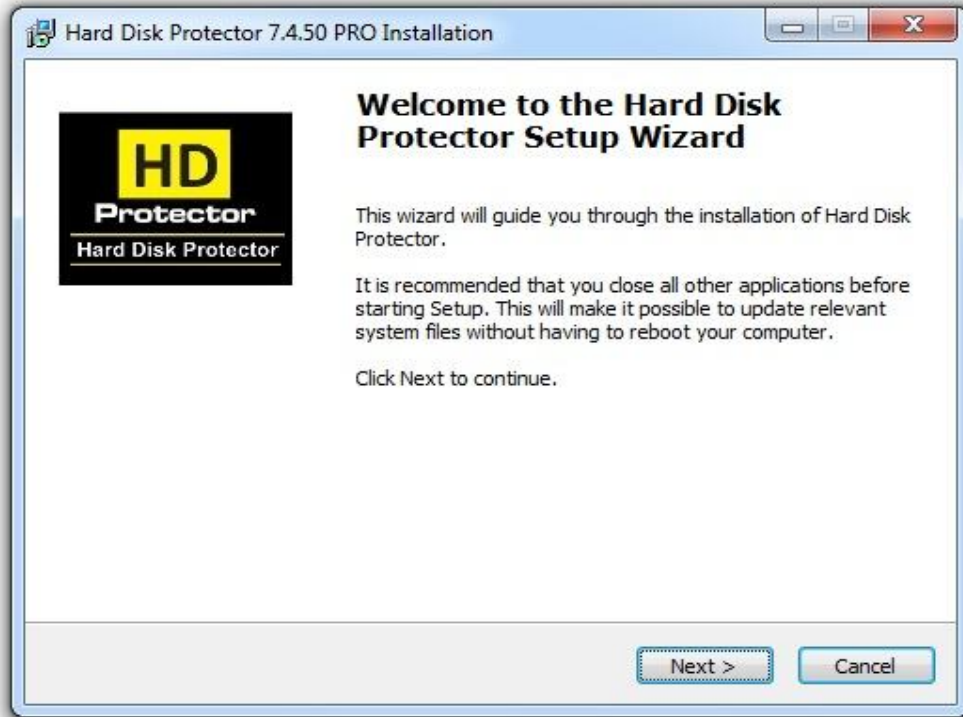 Hard Disk Protector 7.4.50 PRO Installation
HD
Protector
Hard Disk Protector
Welcome to the Hard Disk
Protector Setup Wizard
This wizard will guide you through the installation of Hard Disk
Protector.
It is recommended that you close all other applications before
starting Setup. This will make it possible to update relevant
system files without having to reboot your computer.
Click Next to continue.
Next >
Cancel